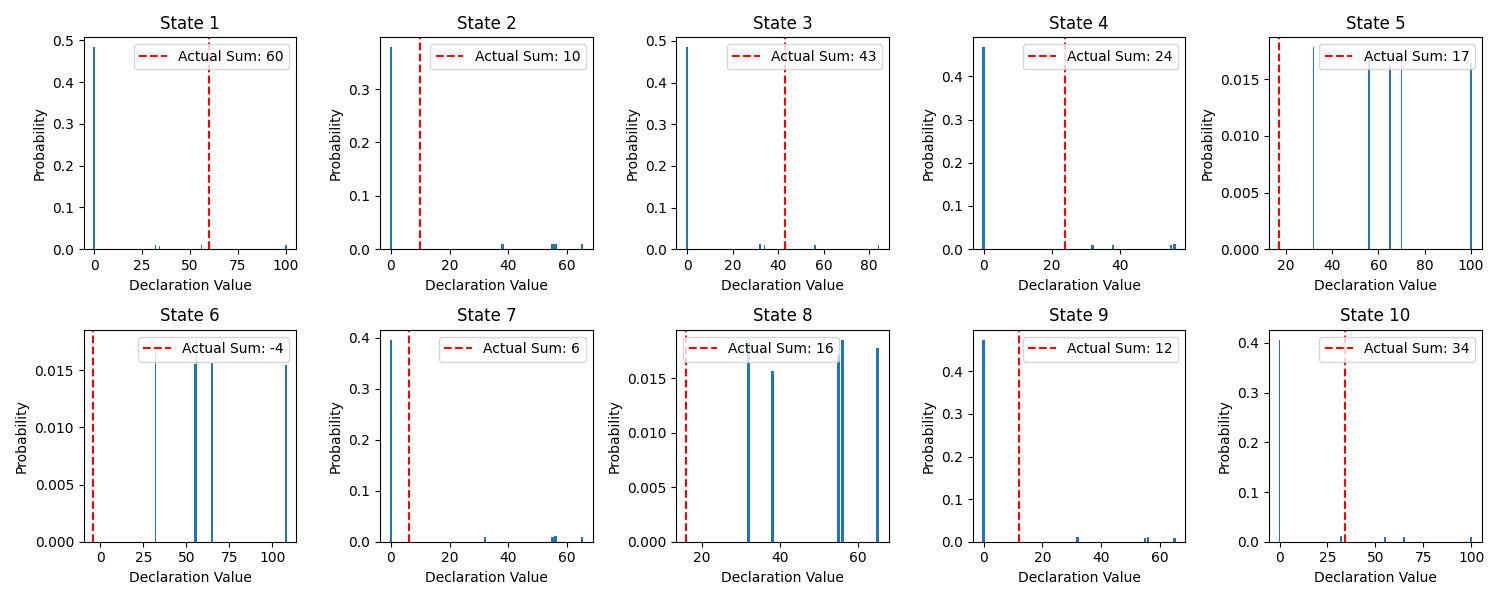 State 1
0.5
0.4
0.3
0.2
0.1
0.0
Probability
Actual Sum: 60
0 25 50 75 100
Declaration Value
State 2
0.3
0.2
0.1
0.0
Probability
Actual Sum: 10
0 20 40 60
Declaration Value
State 3
0.5
0.4
0.3
0.2
0.1
0.0
Probability
Actual Sum: 43
0 20 40 60 80
Declaration Value
State 4
0.4
0.3
0.2
0.1
0.0
Probability
Actual Sum: 24
0 20 40
Declaration Value
State 5
0.015
0.010
0.005
0.000
Probability
Actual Sum: 17
20 40 60 80 100
Declaration Value
State 6
0.015
0.010
0.005
0.000
Probability
Actual Sum: -4
0 25 50 75 100
Declaration Value
State 7
0.4
0.3
0.2
0.1
0.0
Probability
Actual Sum: 6
0 20 40 60
Declaration Value
State 8
0.015
0.010
0.005
0.000
Probability
Actual Sum: 16
20 40 60
Declaration Value
State 9
0.4
0.3
0.2
0.1
0.0
Probability
Actual Sum: 12
0 20 40 60
Declaration Value
State 10
0.4
0.3
0.2
0.1
0.0
Probability
Actual Sum: 34
0 25 50 75 100
Declaration Value